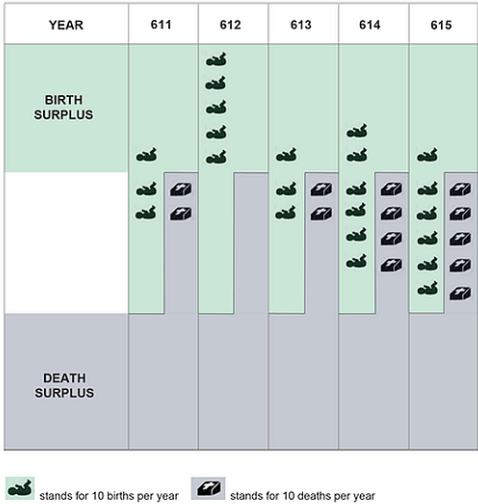 YEAR 611 612 613 614 615
BIRTH
SURPLUS
DEATH
SURPLUS
stands for 10 births per year stands for 10 deaths per year